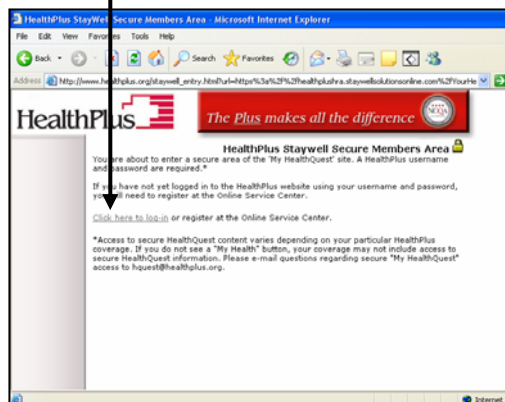 HealthPlus StayWell Secure Members Area - Microsoft Internet Explorer
File Edit View Favorites Tools Help
Back Search Favorites
Address http://www.healthplus.org/staywell_entry.html?url=https%3a%2F%2Fhealthplushra.staywellsolutionsonline.com%2FYourHe
HealthPlus
The Plus makes all the difference
NCQA
HealthPlus Staywell Secure Members Area
You are about to enter a secure area of the 'My HealthQuest' site. A HealthPlus username
and password are required.*
If you have not yet logged in to the HealthPlus website using your username and password,
you will need to register at the Online Service Center.
Click here to log-in or register at the Online Service Center.
*Access to secure HealthQuest content varies depending on your particular HealthPlus
coverage. If you do not see a "My Health" button, your coverage may not include access to
secure HealthQuest information. Please e-mail questions regarding secure "My HealthQuest"
access to hquest@healthplus.org.
Internet